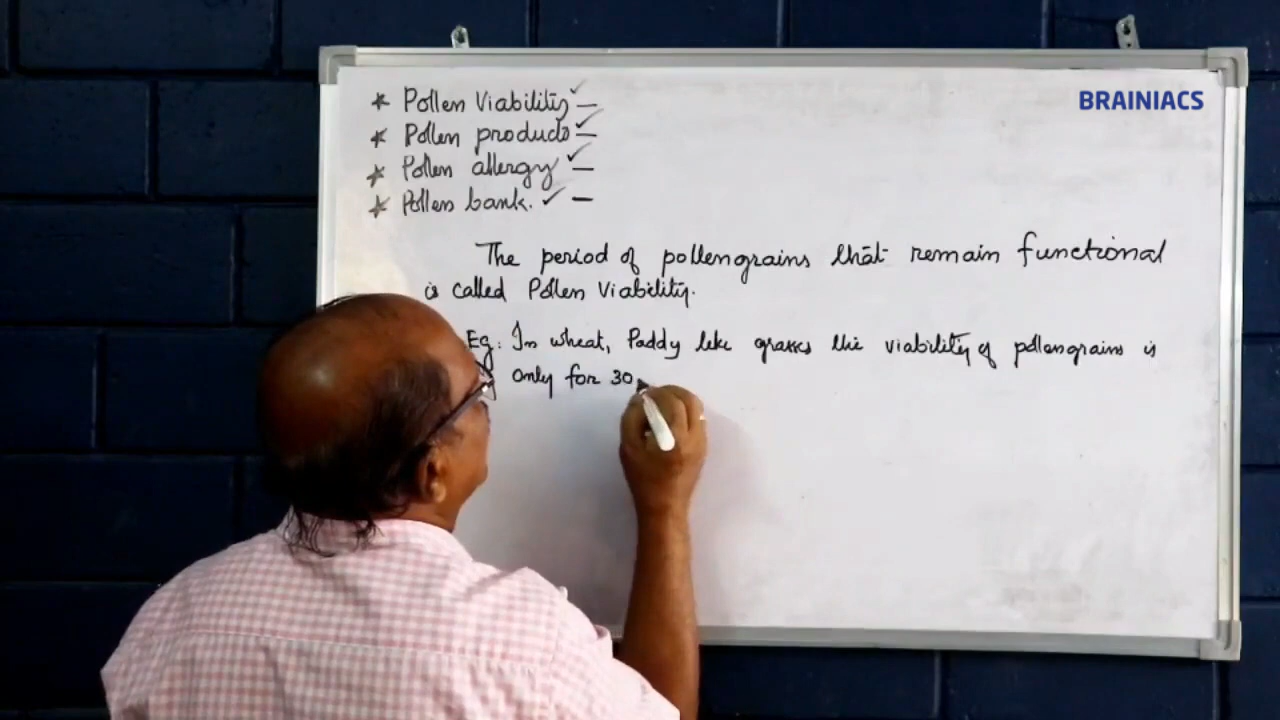 BRAINIACS
* Pollen Viability ✓ —
* Pollen products ✓ —
* Pollen allergy ✓ —
* Pollen bank. ✓ —
The period of pollengrains that remain functional
is called Pollen Viability.
Eg: In wheat, Paddy like grasses the viability of pollengrains is
only for 30